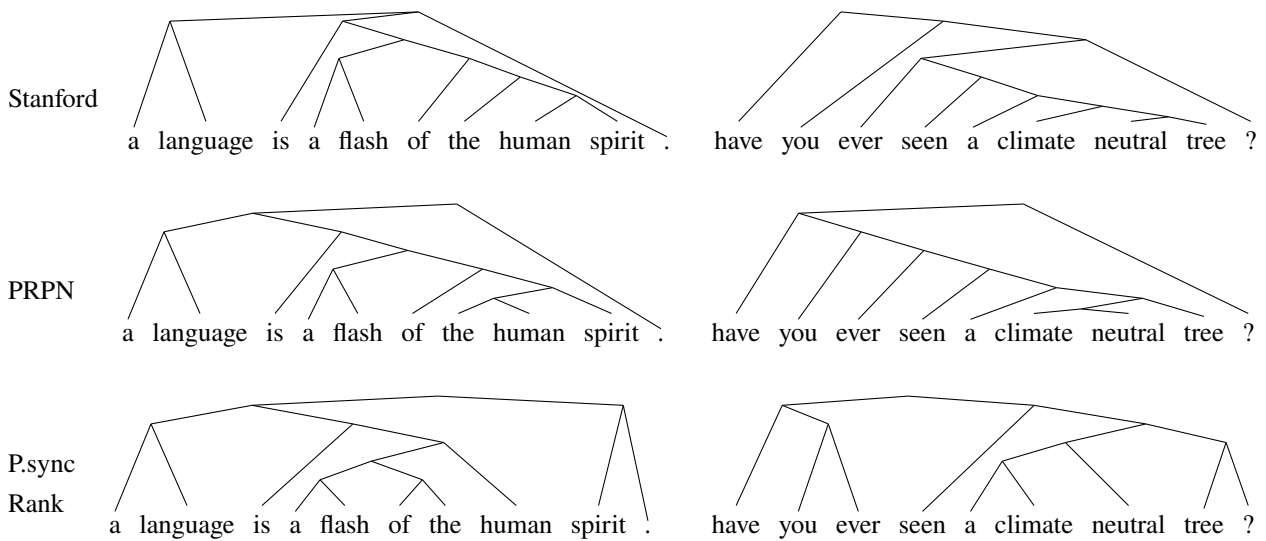 Stanford
a language is a flash of the human spirit .
have you ever seen a climate neutral tree ?
PRPN
a language is a flash of the human spirit .
have you ever seen a climate neutral tree ?
P.sync
Rank
a language is a flash of the human spirit .
have you ever seen a climate neutral tree ?